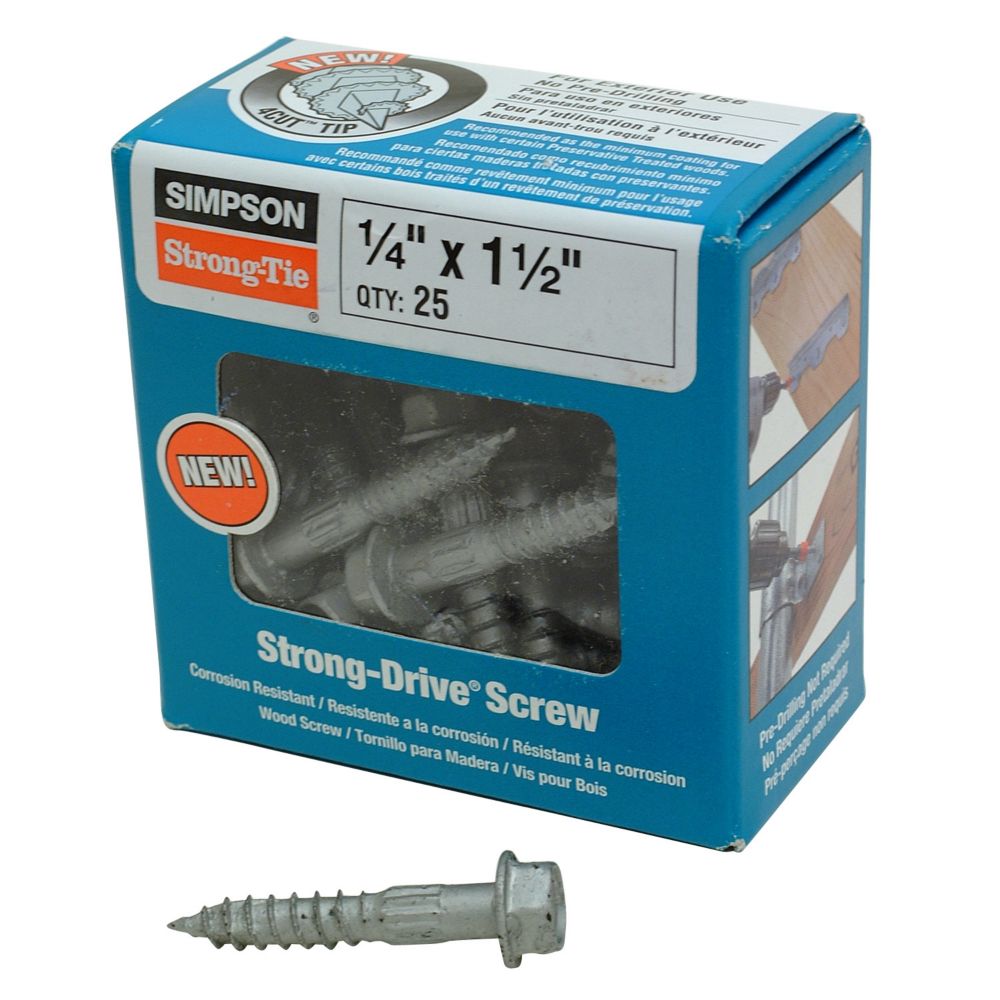 NEW!
4CUT™ TIP
For Exterior Use
No Pre-Drilling
Para uso en exteriores
Sin pretaladrar
Pour l'utilisation à l'extérieur
Aucun avant-trou requis
Recommended as the minimum coating for
use with certain Preservative Treated woods.
Recomendado como recubrimiento mínimo
para ciertas maderas tratadas con preservantes.
Recommandé comme revêtement minimum pour l'usage
avec certains bois traités d'un revêtement de préservation.
SIMPSON
Strong-Tie
®
1/4" x 1 1/2"
QTY: 25
NEW!
Strong-Drive® Screw
Corrosion Resistant / Resistente a la corrosión / Résistant à la corrosion
Wood Screw / Tornillo para Madera / Vis pour Bois
Pre-Drilling Not Required
No Requiere Pretaladrar
Pré-perçage non requis